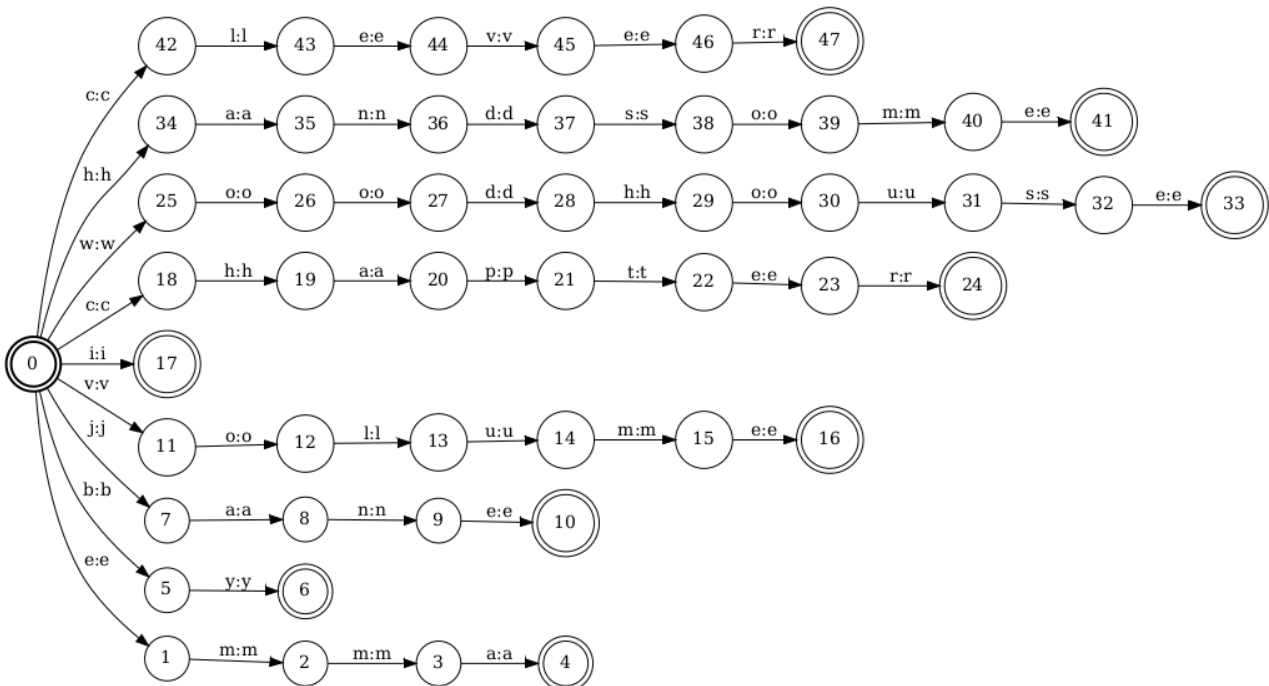 42 l:l 43 e:e 44 v:v 45 e:e 46 r:r 47
c:c
34 a:a 35 n:n 36 d:d 37 s:s 38 o:o 39 m:m 40 e:e 41
h:h
25 o:o 26 o:o 27 d:d 28 h:h 29 o:o 30 u:u 31 s:s 32 e:e 33
w:w
18 h:h 19 a:a 20 p:p 21 t:t 22 e:e 23 r:r 24
c:c
0 i:i 17
v:v
11 o:o 12 l:l 13 u:u 14 m:m 15 e:e 16
j:j
7 a:a 8 n:n 9 e:e 10
b:b
5 y:y 6
e:e
1 m:m 2 m:m 3 a:a 4